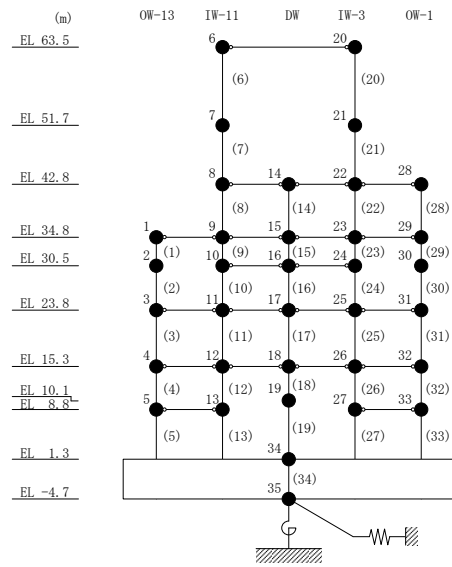 (m) OW-13 IW-11 DW IW-3 OW-1
EL 63.5 6 20
(6) (20)
EL 51.7 7 21
(7) (21)
EL 42.8 8 14 22 28
(8) (14) (22) (28)
EL 34.8 1 9 15 23 29
(1) (9) (15) (23) (29)
EL 30.5 2 10 16 24 30
(2) (10) (16) (24) (30)
EL 23.8 3 11 17 25 31
(3) (11) (17) (25) (31)
EL 15.3 4 12 18 26 32
(4) (12) (18) (26) (32)
EL 10.1 19
EL 8.8 5 13 27 33
(5) (13) (19) (27) (33)
EL 1.3 34
(34)
EL -4.7 35